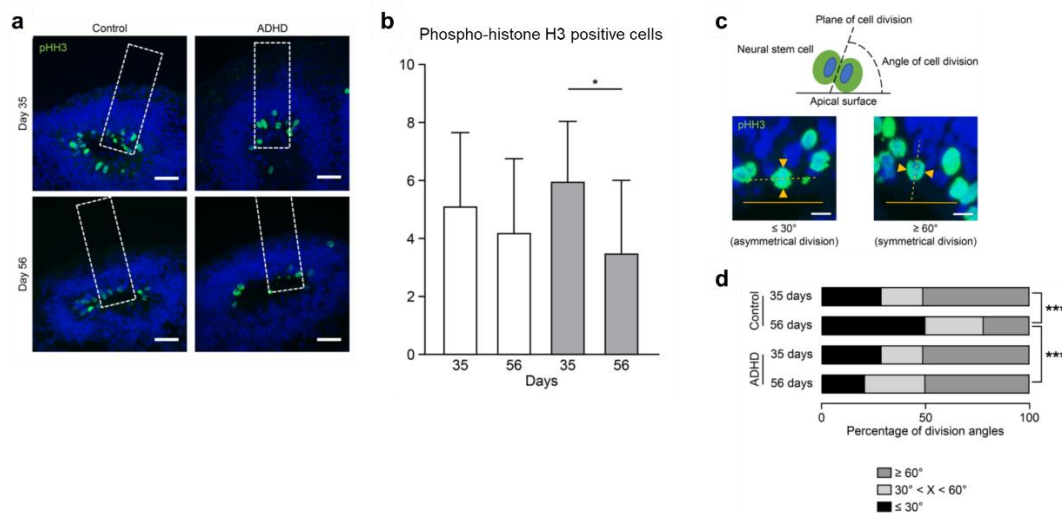 a
Control
ADHD
pHH3
Day 35
Day 56
b
Phospho-histone H3 positive cells
*
10
8
6
4
2
0
35
56
35
56
Days
c
Plane of cell division
Neural stem cell
Angle of cell division
Apical surface
pHH3
≤ 30°
(asymmetrical division)
≥ 60°
(symmetrical division)
d
Control
35 days
56 days
ADHD
35 days
56 days
***
***
0
50
100
Percentage of division angles
≥ 60°
30° < X < 60°
≤ 30°